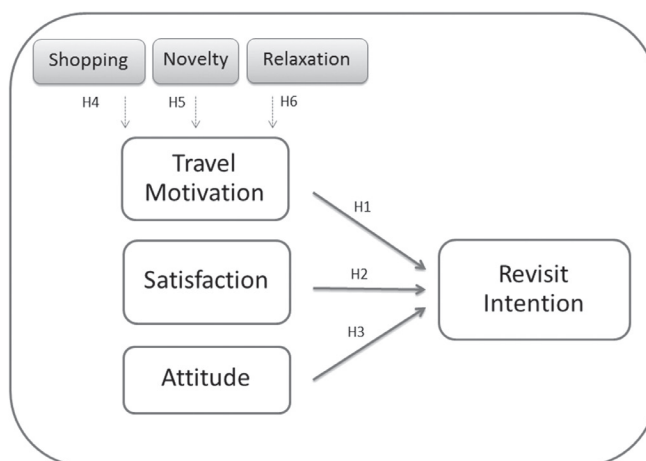 Shopping
Novelty
Relaxation
H4
H5
H6
Travel
Motivation
H1
Satisfaction
H2
Revisit
Intention
H3
Attitude